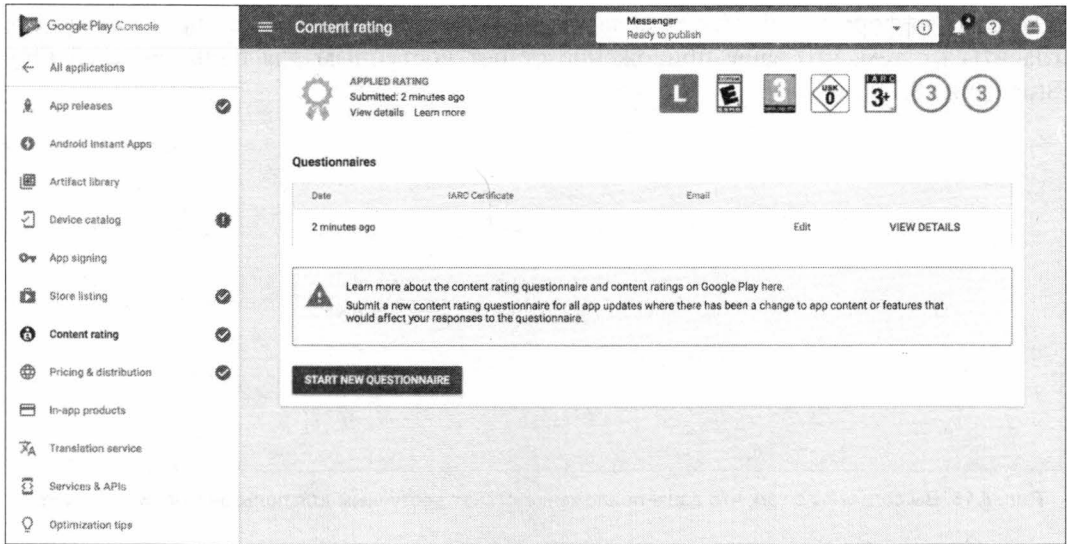 Google Play Console
Content rating
Messenger
Ready to publish
4
All applications
App releases
Android Instant Apps
Artifact library
Device catalog
App signing
Store listing
Content rating
Pricing & distribution
In-app products
Translation service
Services & APIs
Optimization tips
APPLIED RATING
Submitted: 2 minutes ago
View details Learn more
L
E
3
USK
0
IARC
3+
3
3
Questionnaires
Date IARC Certificate Email
2 minutes ago Edit VIEW DETAILS
Learn more about the content rating questionnaire and content ratings on Google Play here.
Submit a new content rating questionnaire for all app updates where there has been a change to app content or features that
would affect your responses to the questionnaire.
START NEW QUESTIONNAIRE